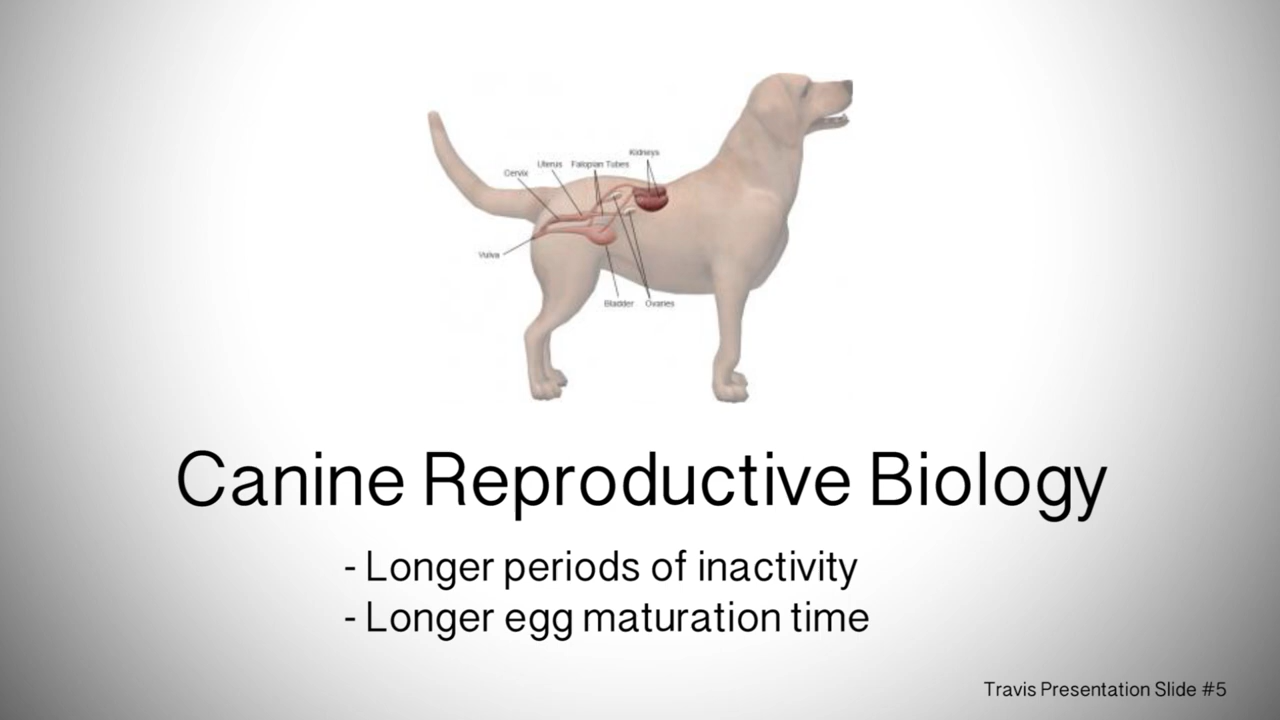 Kidneys
Uterus
Falopian Tubes
Cervix
Vulva
Bladder
Ovaries
Canine Reproductive Biology
- Longer periods of inactivity
- Longer egg maturation time
Travis Presentation Slide #5